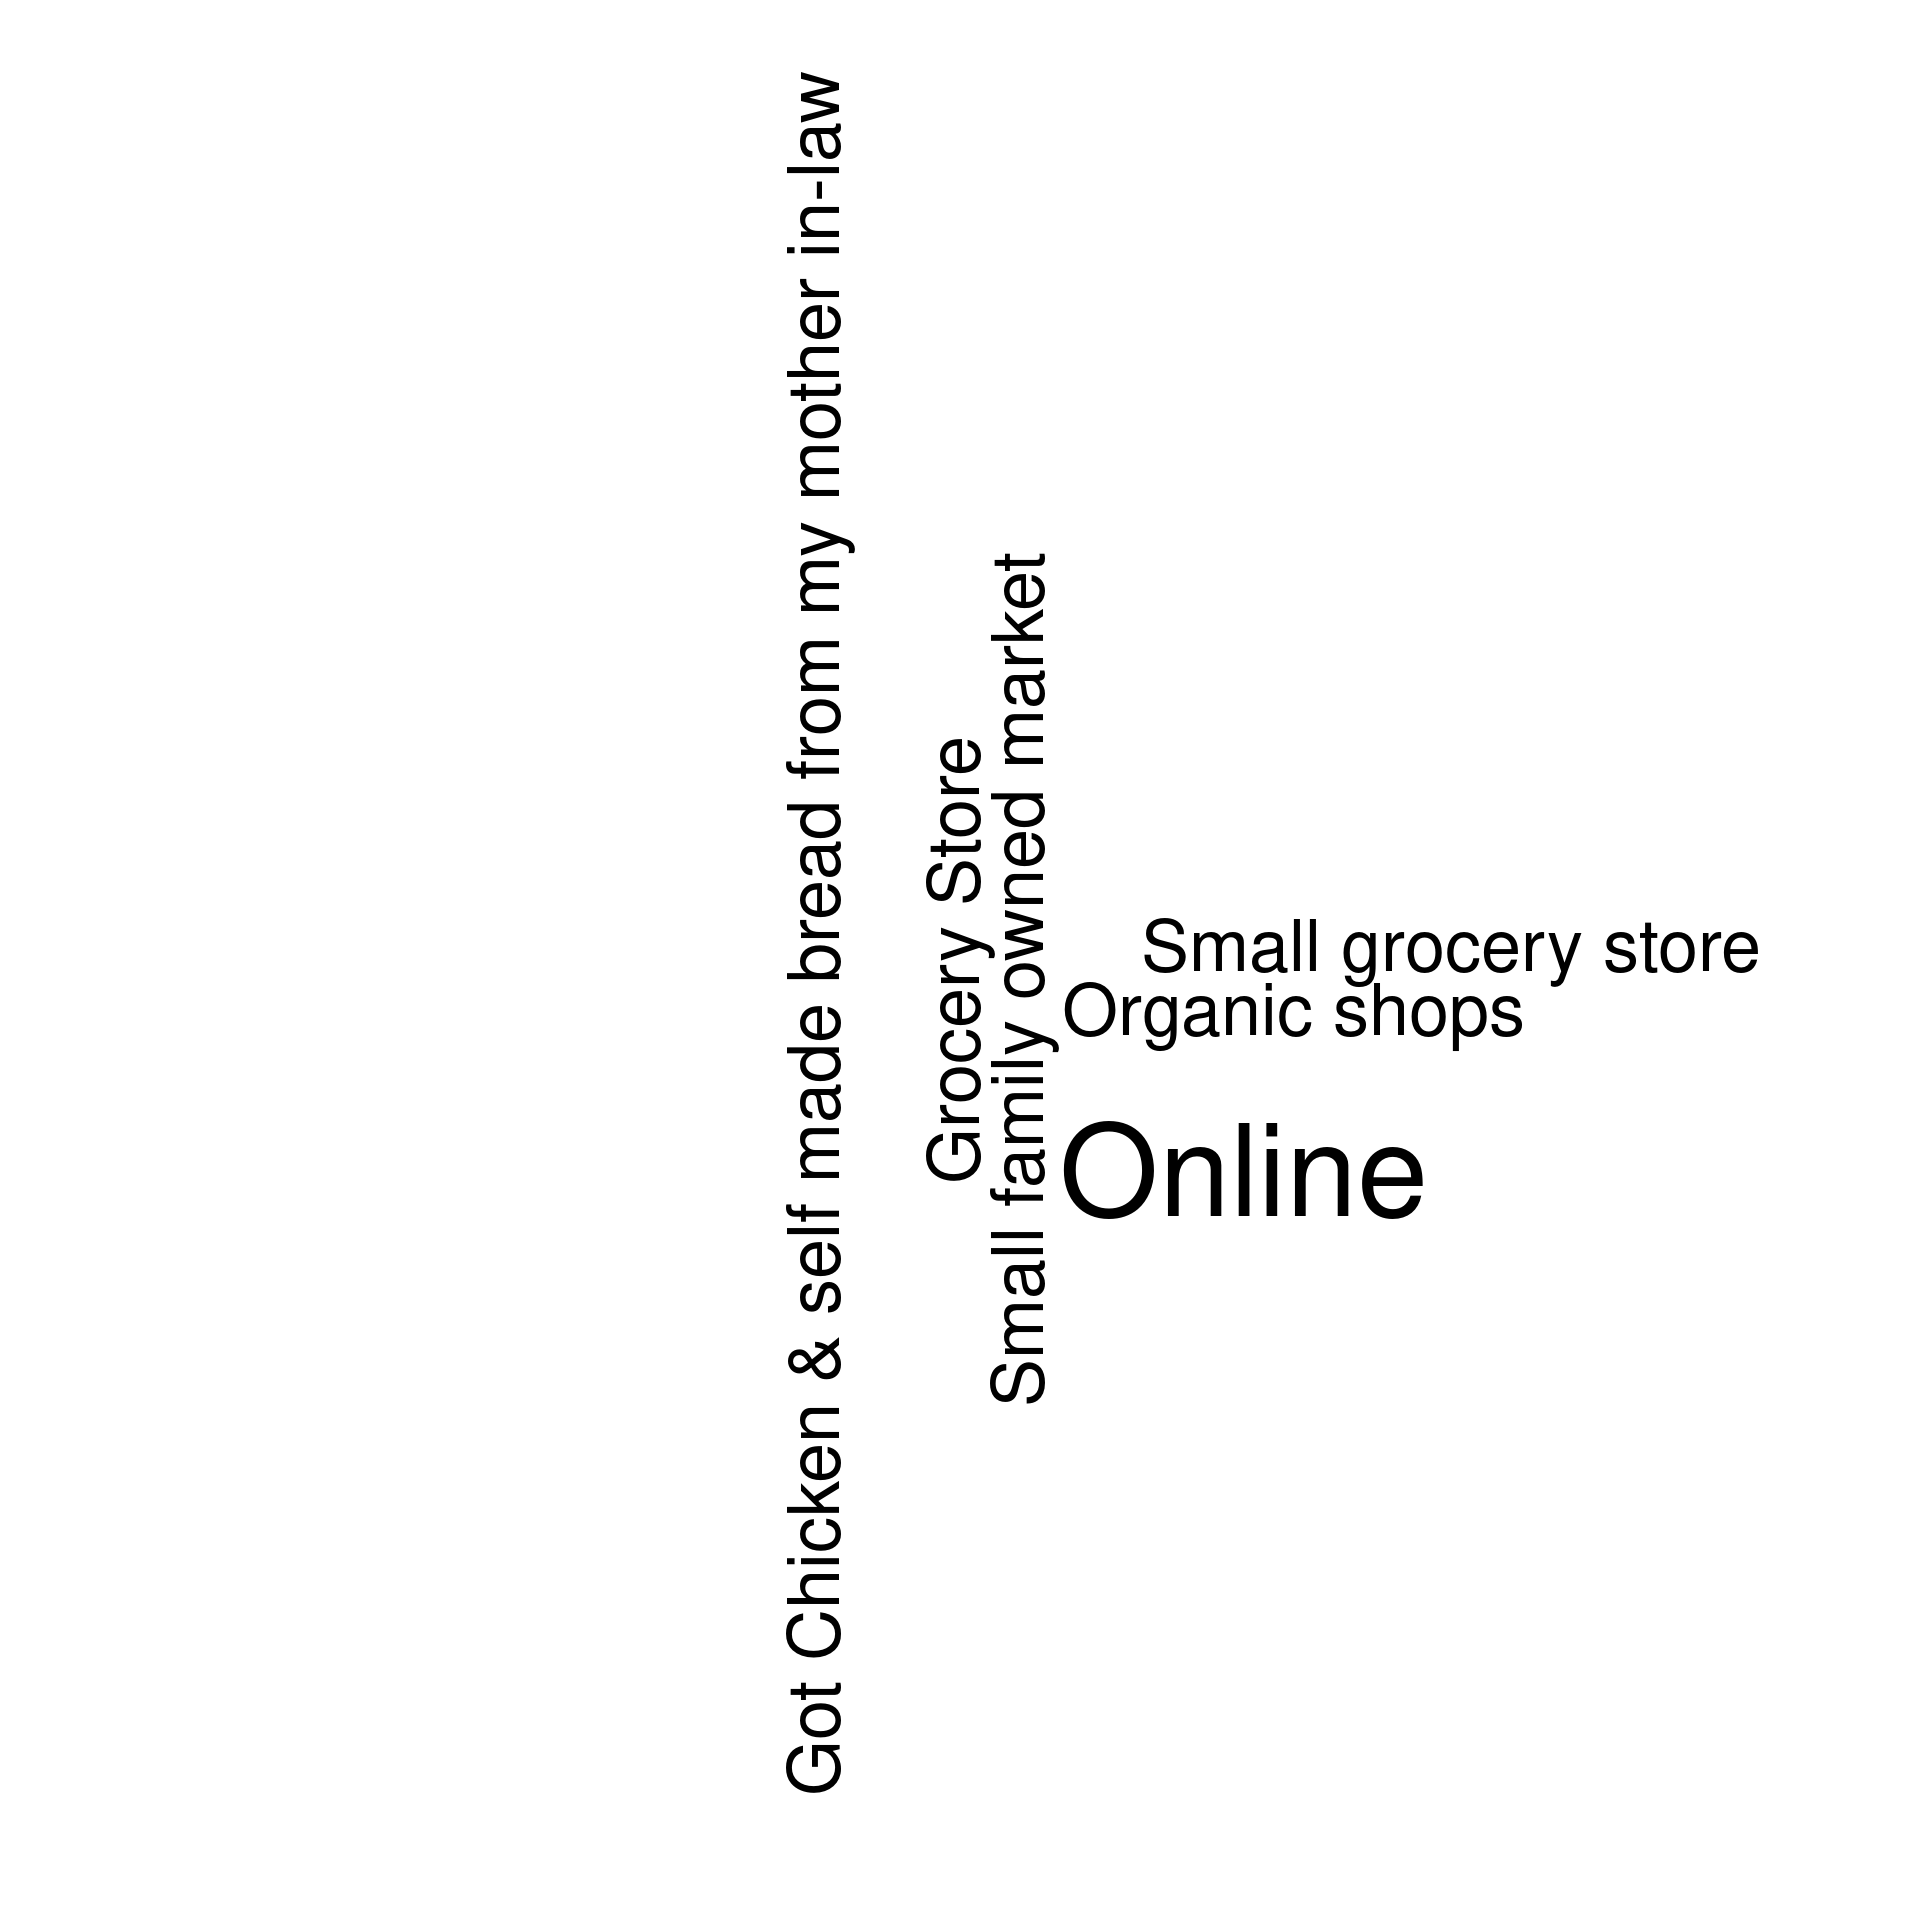 Got Chicken & self made bread from my mother in-law
Grocery Store
Small family owned market
Small grocery store
Organic shops
Online